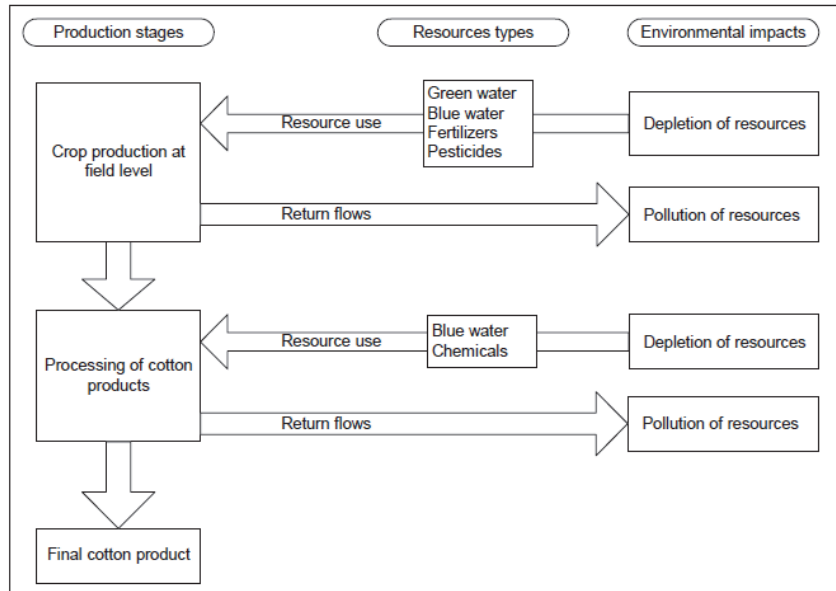 Production stages
Resources types
Environmental impacts
Green water
Blue water
Fertilizers
Pesticides
Resource use
Depletion of resources
Crop production at
field level
Return flows
Pollution of resources
Blue water
Chemicals
Resource use
Depletion of resources
Processing of cotton
products
Return flows
Pollution of resources
Final cotton product